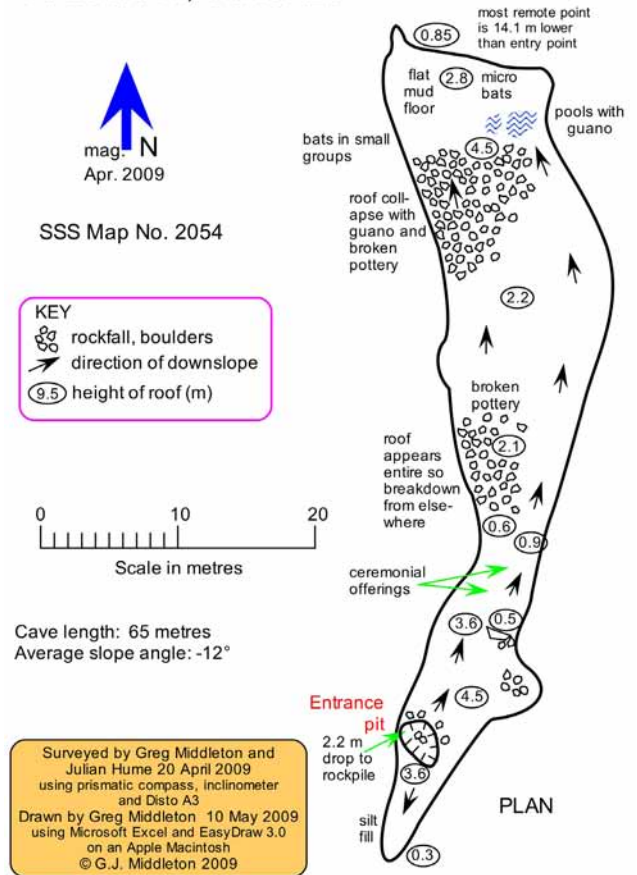 most remote point
is 14.1 m lower
than entry point
0.85
flat
mud
floor
2.8
micro
bats
pools with
guano
mag. N
Apr. 2009
bats in small
groups
4.5
roof coll-
apse with
guano and
broken
pottery
SSS Map No. 2054
KEY
rockfall, boulders
direction of downslope
9.5 height of roof (m)
2.2
broken
pottery
2.1
roof
appears
entire so
breakdown
from else-
where
0.6
0.9
0 10 20
Scale in metres
ceremonial
offerings
3.6
0.5
Cave length: 65 metres
Average slope angle: -12°
4.5
Entrance
pit
2.2 m
drop to
rockpile
3.6
silt
fill
0.3
PLAN
Surveyed by Greg Middleton and
Julian Hume 20 April 2009
using prismatic compass, inclinometer
and Disto A3
Drawn by Greg Middleton 10 May 2009
using Microsoft Excel and EasyDraw 3.0
on an Apple Macintosh
© G.J. Middleton 2009